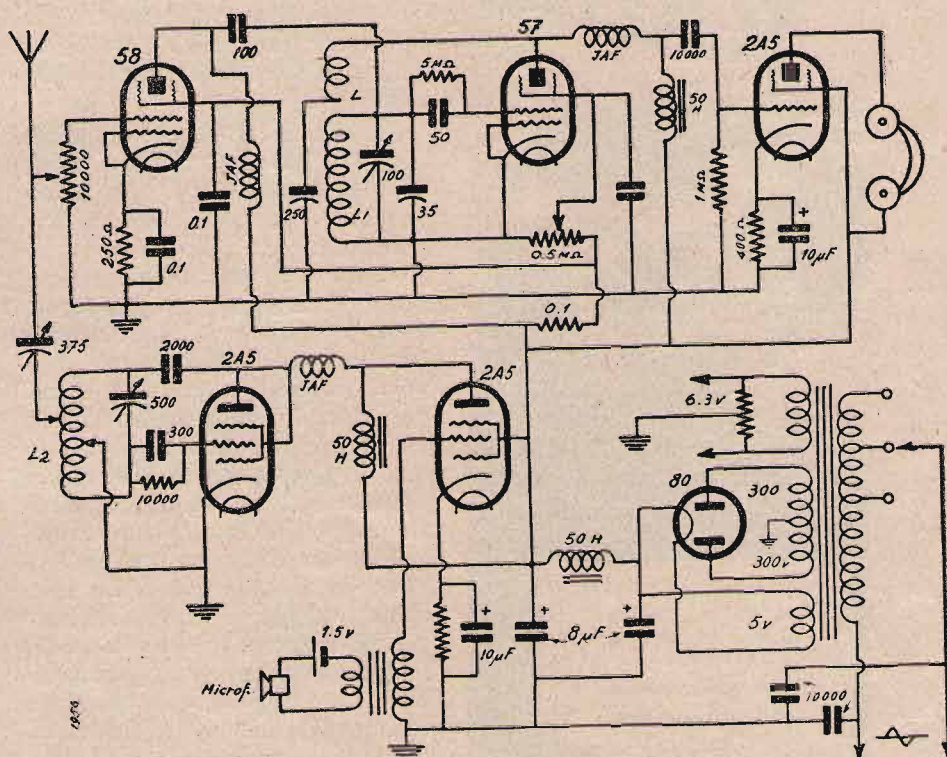 58
100
57
JAF
10000
2A5
5MΩ
50
50
H
L
10000
JAF
100
1MΩ
250
L1
35
250Ω
0.1
0.1
0.5MΩ
400Ω
+
10µF
0.1
375
2000
2A5
JAF
2A5
6.3v
500
50
H
L2
300
80
300
10000
50 H
300v
5v
+
+
+
8µF
1.5v
10µF
Microf.
10000